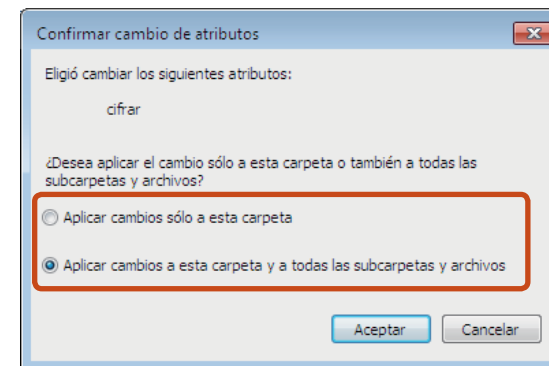 Confirmar cambio de atributos
Eligió cambiar los siguientes atributos:
cifrar
¿Desea aplicar el cambio sólo a esta carpeta o también a todas las
subcarpetas y archivos?
Aplicar cambios sólo a esta carpeta
Aplicar cambios a esta carpeta y a todas las subcarpetas y archivos
Aceptar Cancelar